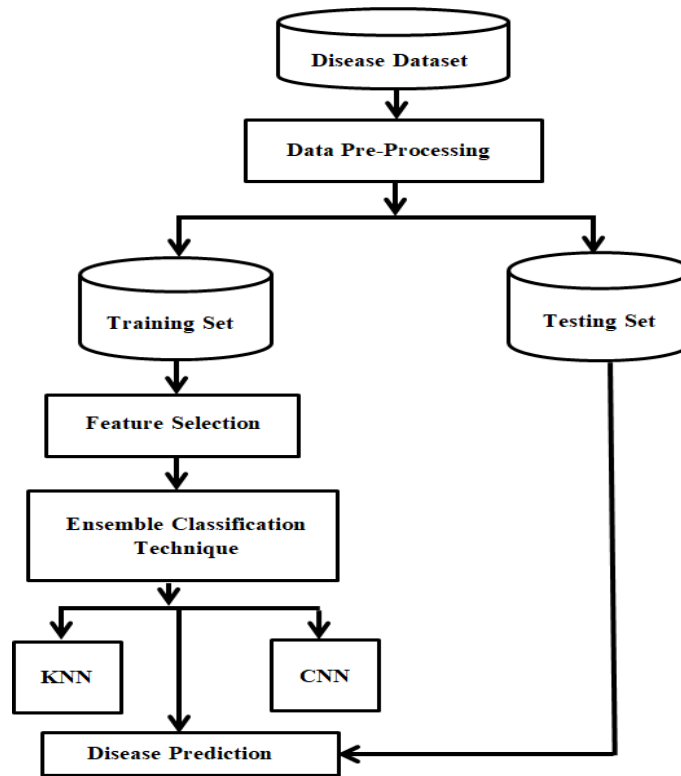 Disease Dataset
Data Pre-Processing
Training Set
Testing Set
Feature Selection
Ensemble Classification
Technique
KNN
CNN
Disease Prediction